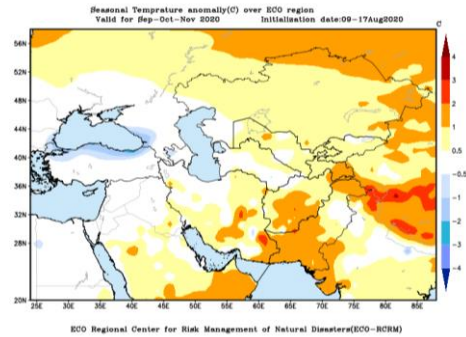 Seasonal Temprature anomaly(C) over ECO region
Valid for Sep-Oct-Nov 2020 Initialisation date:09-17Aug2020
C
56N
52N
48N
44N
40N
36N
32N
28N
24N
20N
25E 30E 35E 40E 45E 50E 55E 60E 65E 70E 75E 80E 85E
4
3
2
1
0.5
-0.5
-1
-2
-3
-4
ECO Regional Center for Risk Management of Natural Disasters(ECO-RCRM)